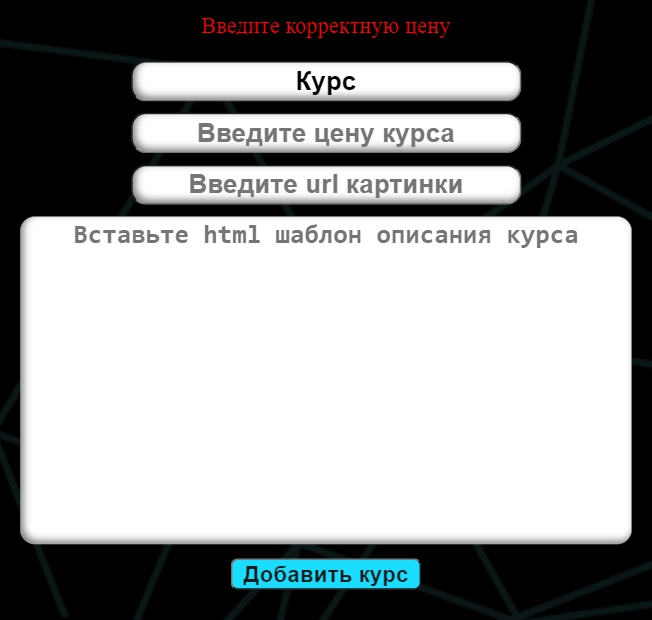 Введите корректную цену
Курс
Введите цену курса
Введите url картинки
Вставьте html шаблон описания курса
Добавить курс